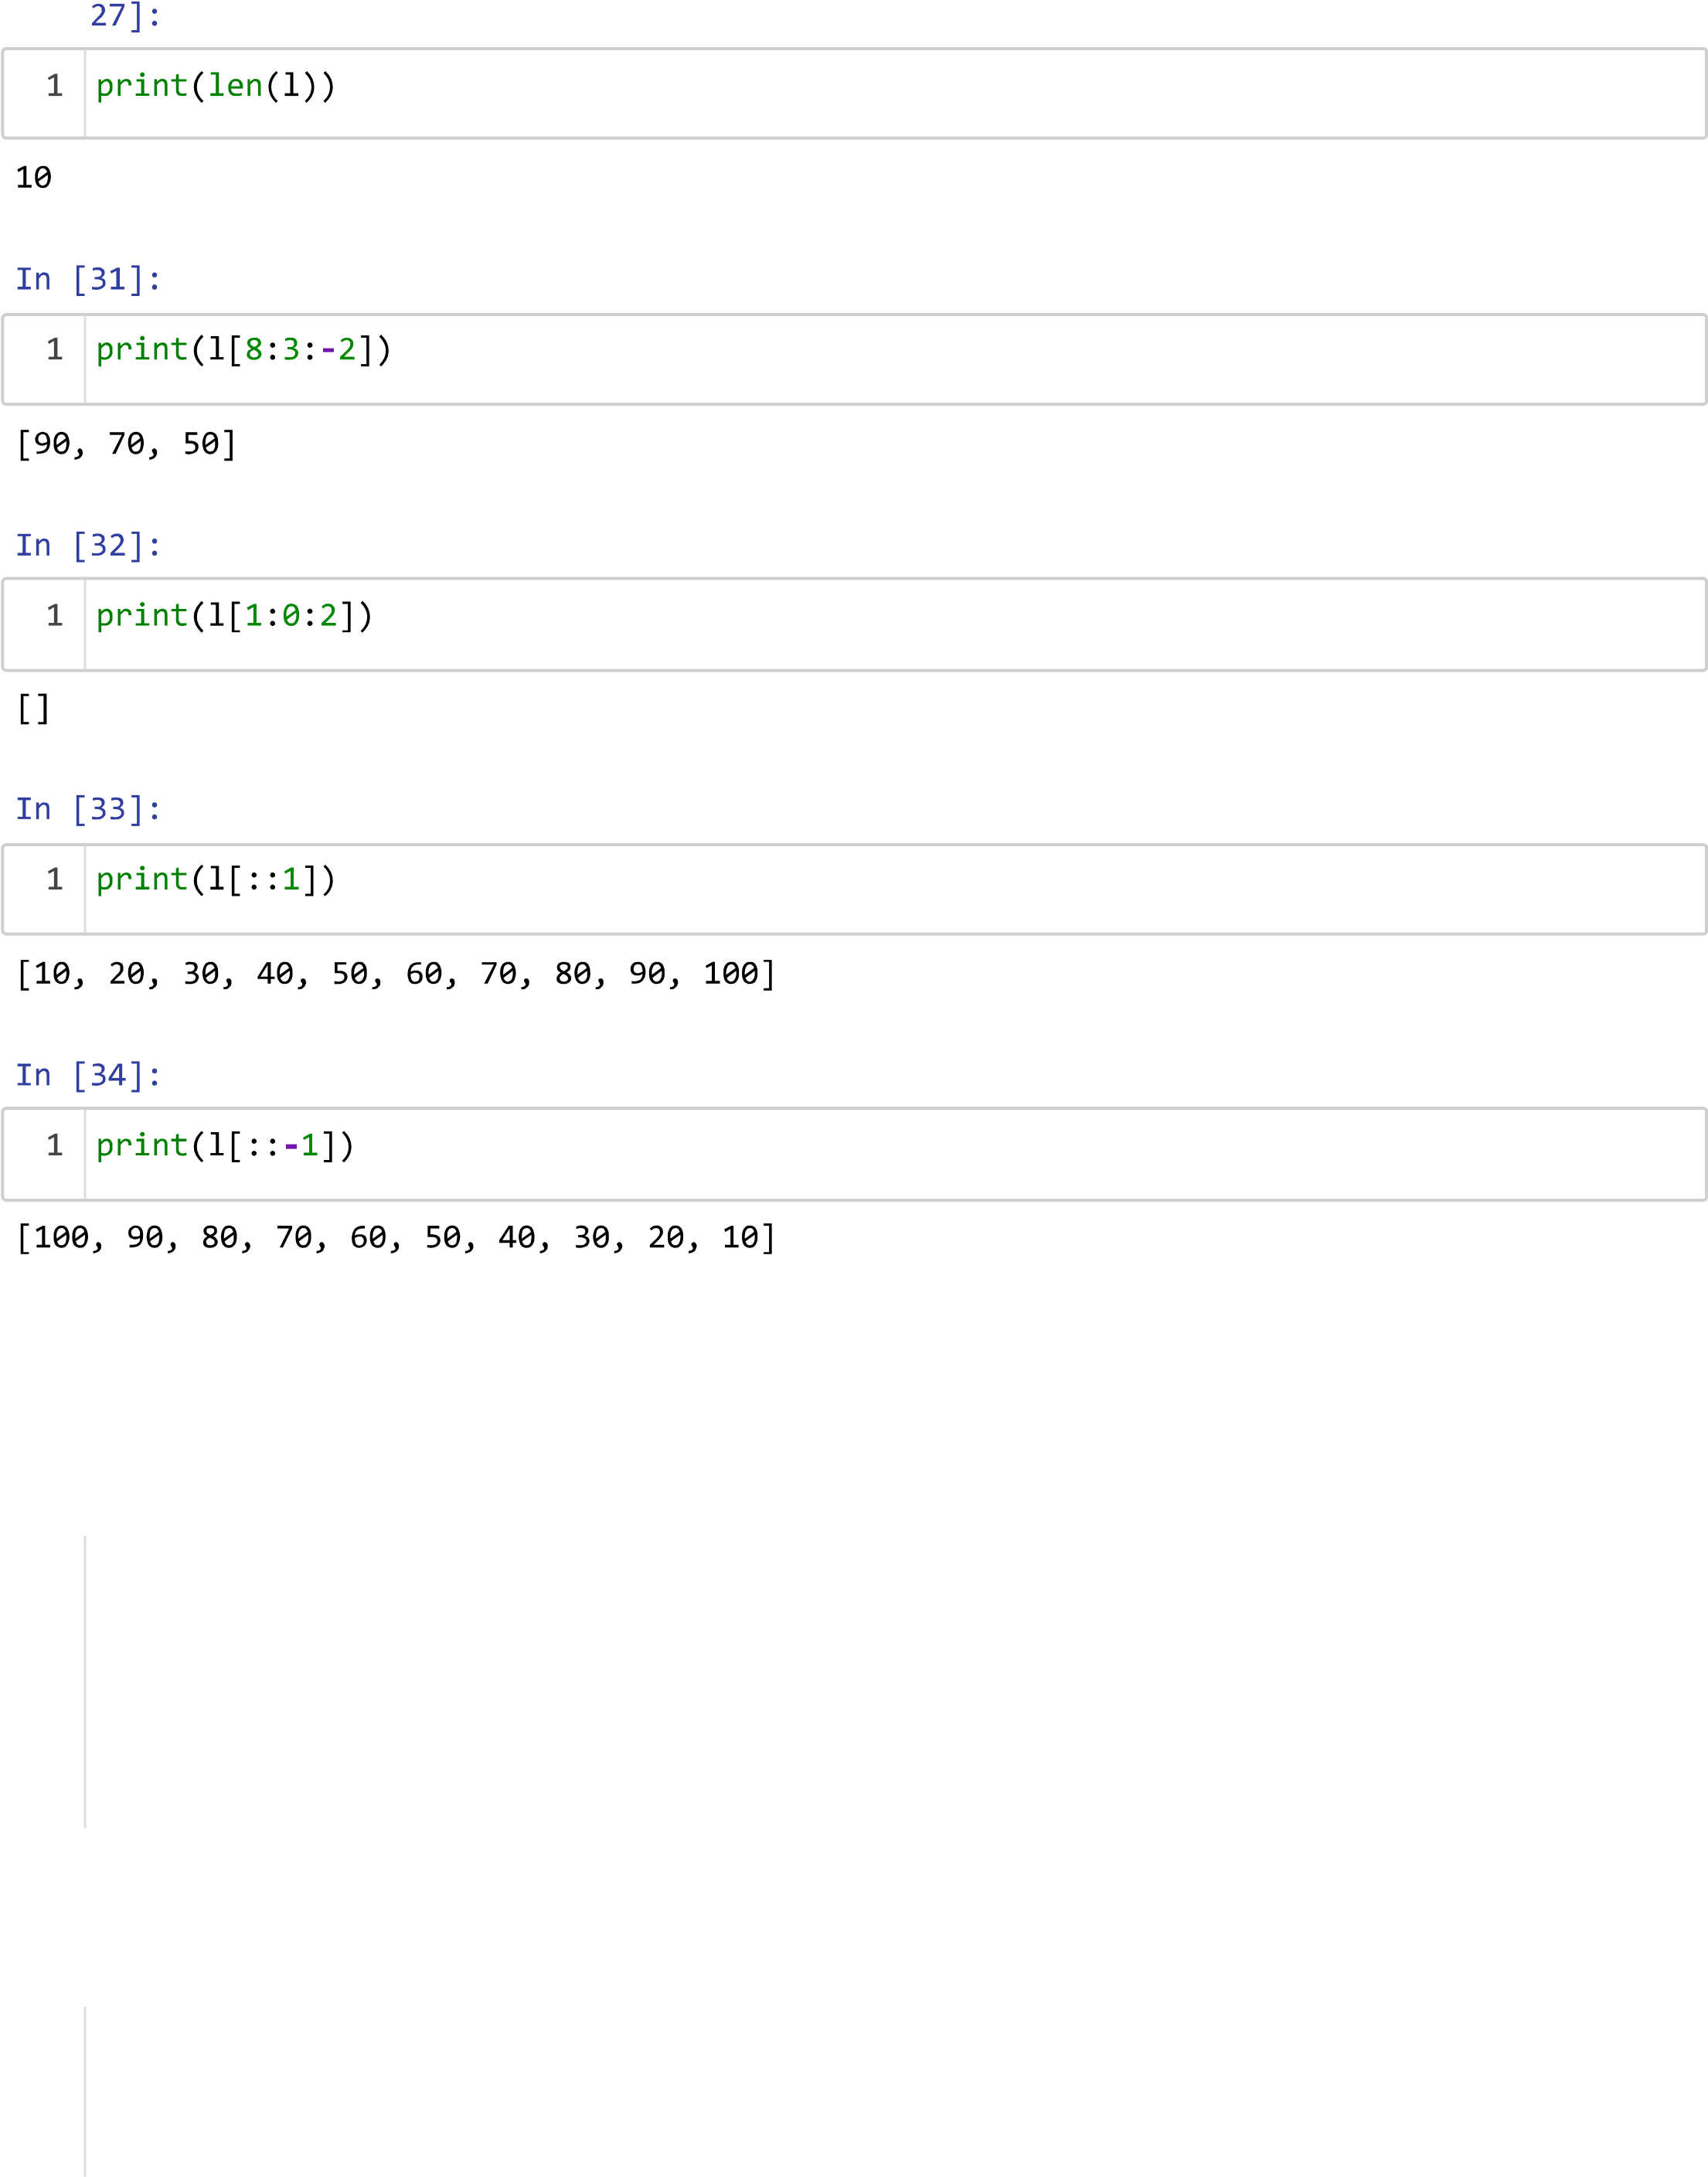 27]:
1 print(len(l))
10
In [31]:
1 print(l[8:3:-2])
[90, 70, 50]
In [32]:
1 print(l[1:0:2])
[]
In [33]:
1 print(l[::1])
[10, 20, 30, 40, 50, 60, 70, 80, 90, 100]
In [34]:
1 print(l[::-1])
[100, 90, 80, 70, 60, 50, 40, 30, 20, 10]